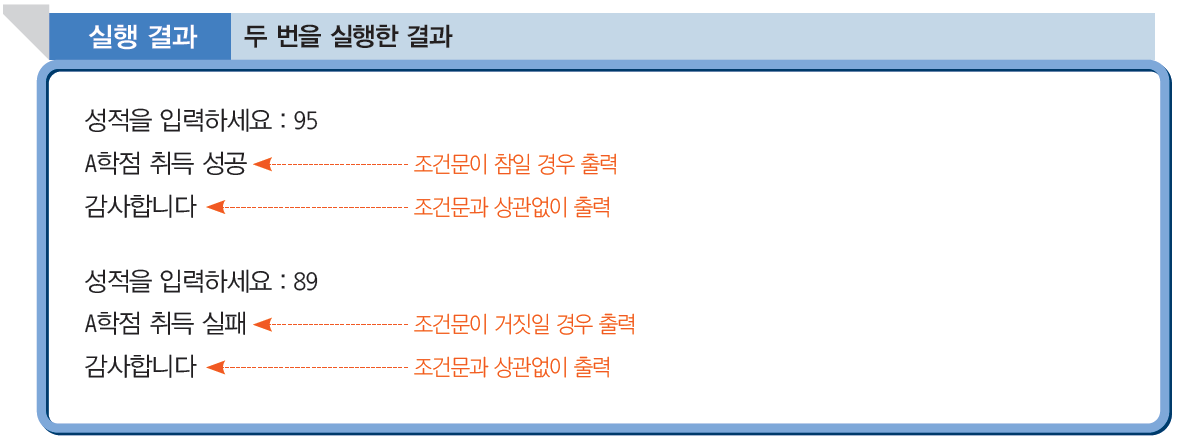 실행 결과 두 번을 실행한 결과
성적을 입력하세요 : 95
A학점 취득 성공 조건문이 참일 경우 출력
감사합니다 조건문과 상관없이 출력
성적을 입력하세요 : 89
A학점 취득 실패 조건문이 거짓일 경우 출력
감사합니다 조건문과 상관없이 출력